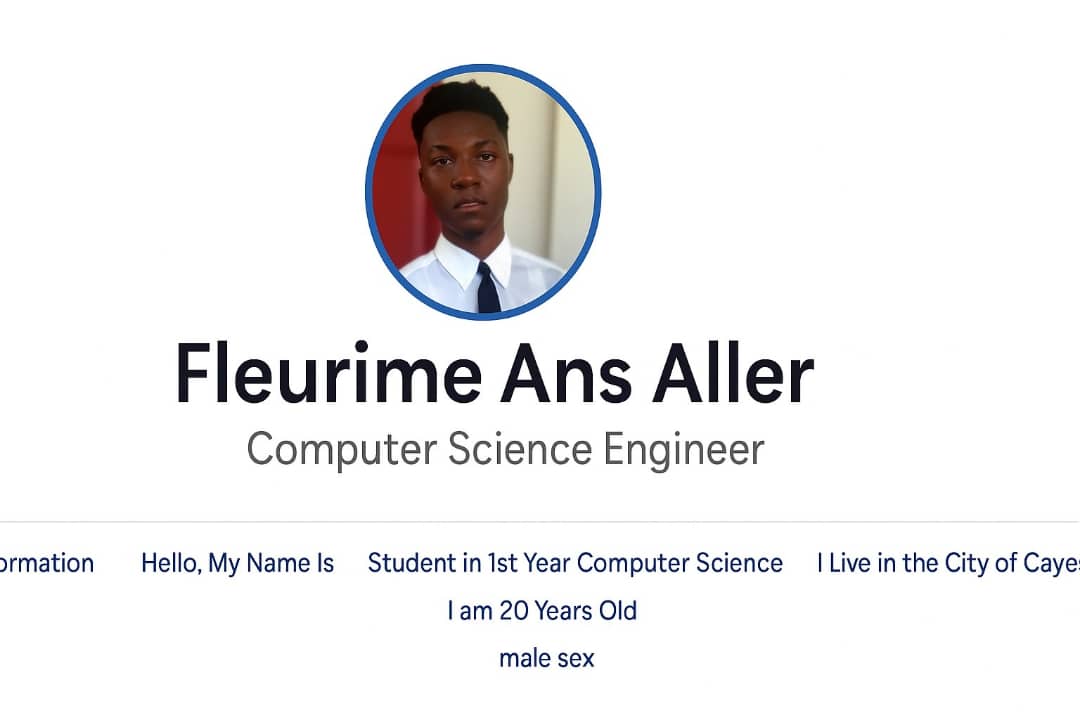 Fleurime Ans Aller
Computer Science Engineer
ormation Hello, My Name Is Student in 1st Year Computer Science I Live in the City of Caye
I am 20 Years Old
male sex